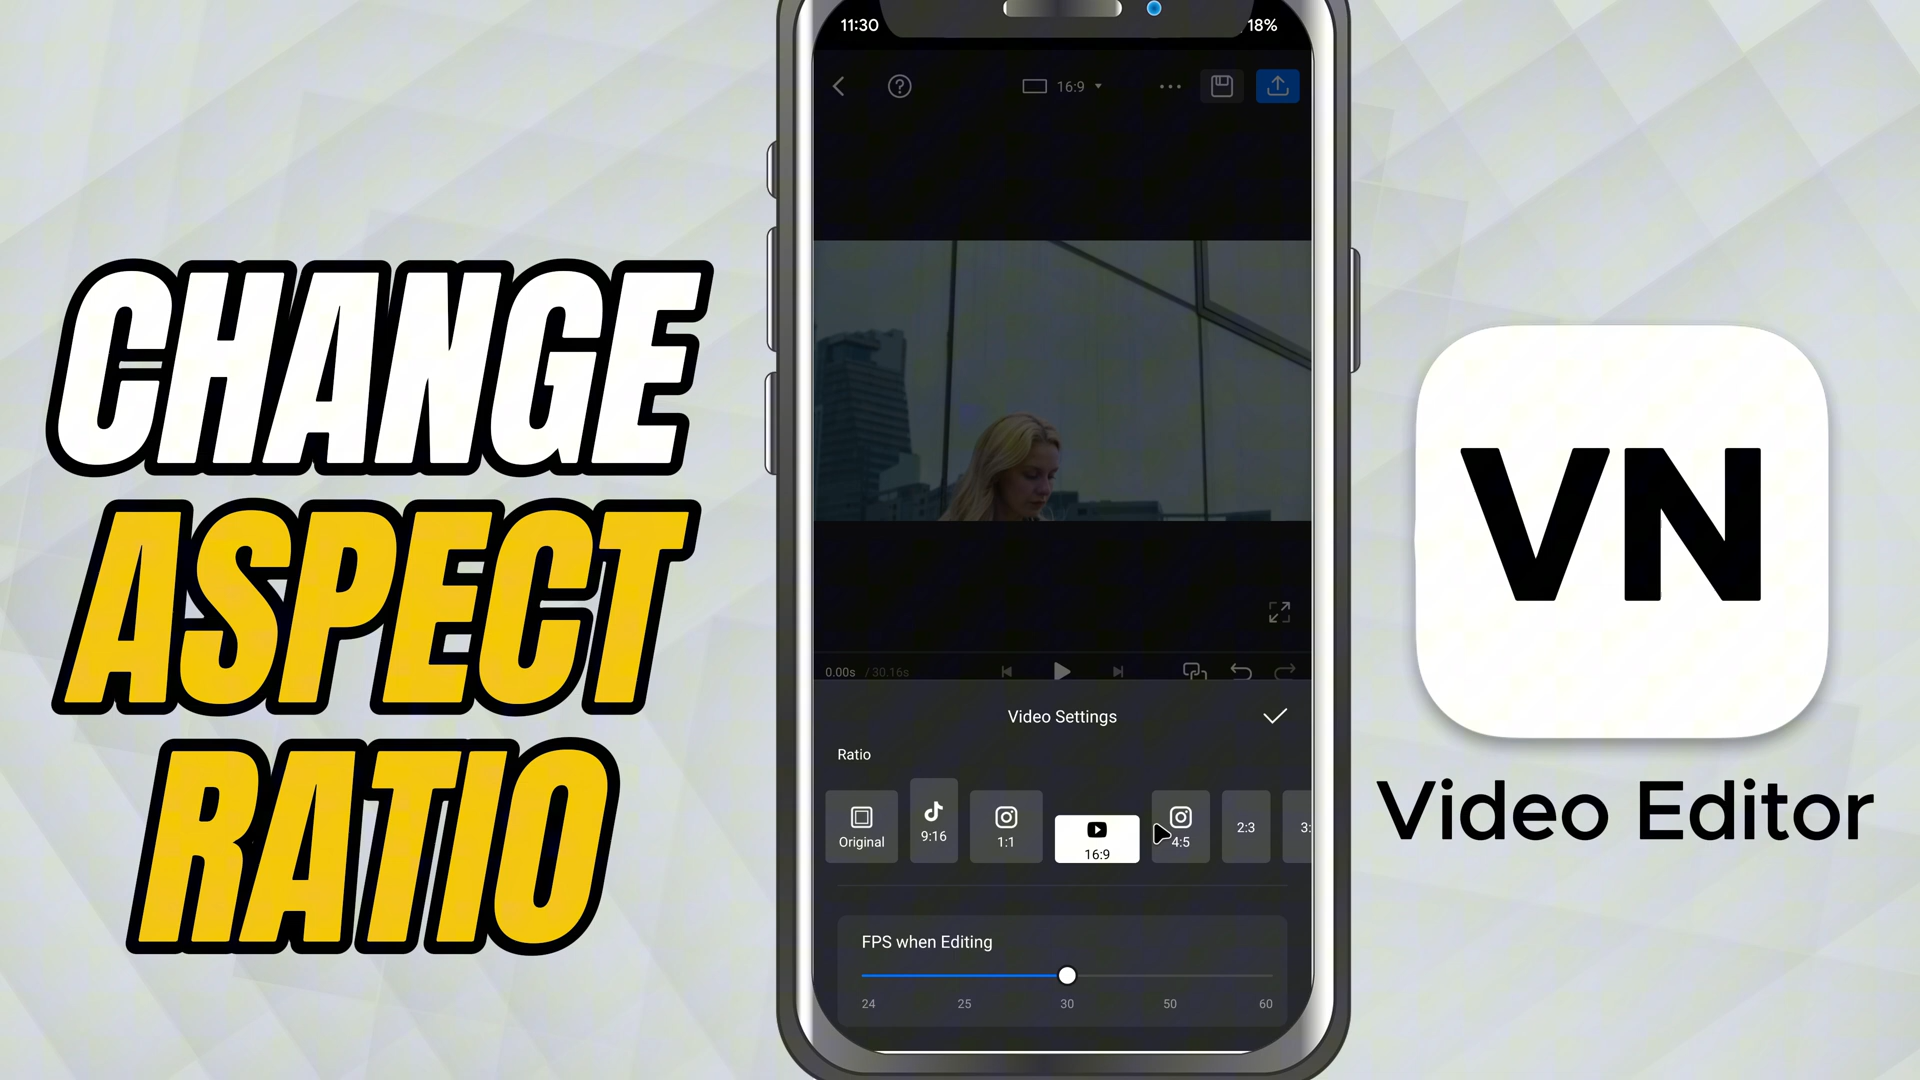 CHANGE
ASPECT
RATIO
11:30
18%
16:9
0.00s / 30.16s
Video Settings
Ratio
Original
9:16
1:1
16:9
4:5
2:3
3:
FPS when Editing
24 25 30 50 60
VN
Video Editor